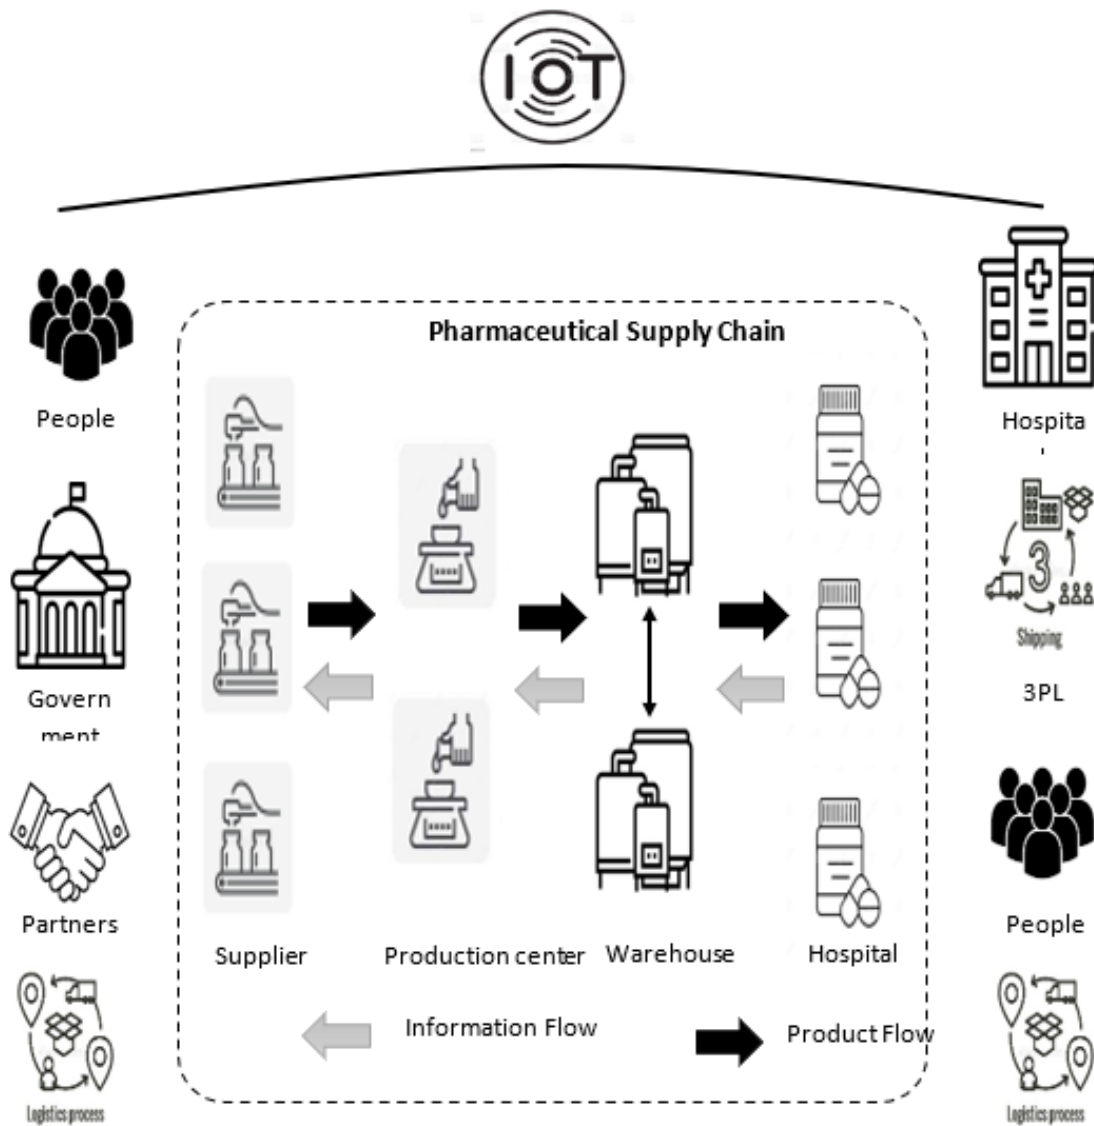 IOT
People
Hospita
Pharmaceutical Supply Chain
Govern
ment
3
Shipping
3PL
Partners
People
Supplier
Production center
Warehouse
Hospital
Information Flow
Product Flow
Logistics process
Logistics process